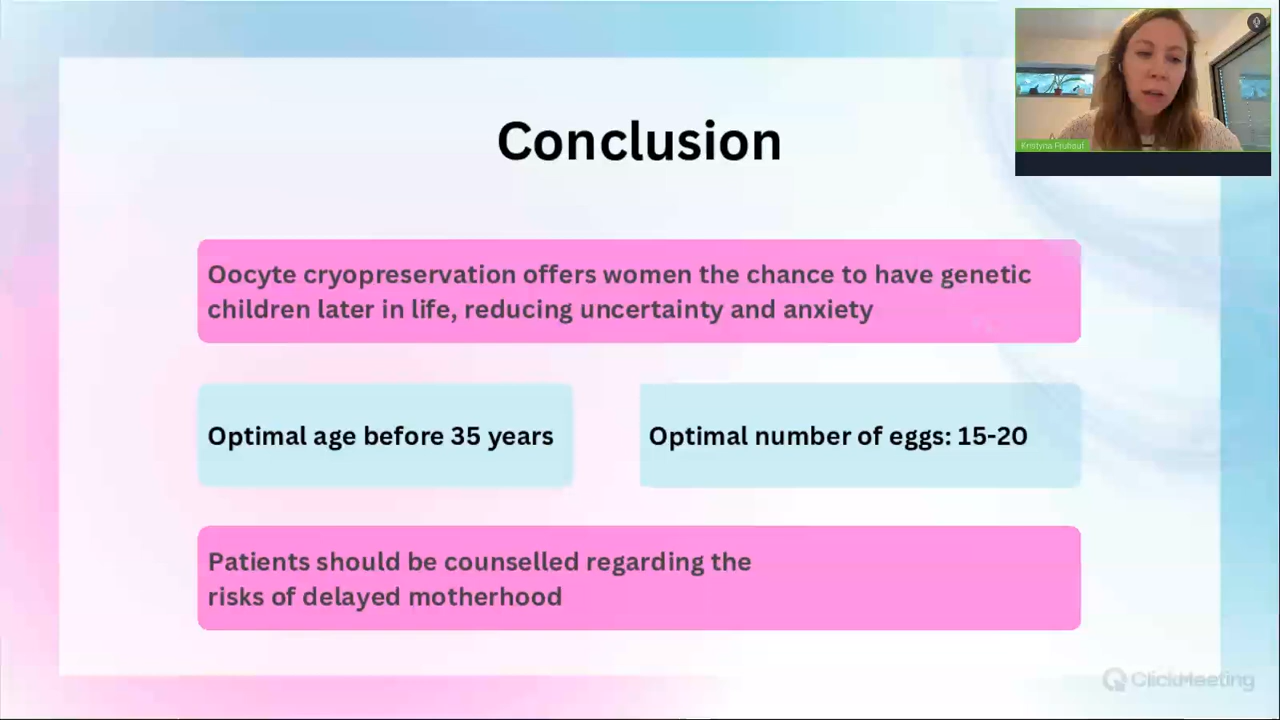 Conclusion
Kristyna Fruhauf
Oocyte cryopreservation offers women the chance to have genetic
children later in life, reducing uncertainty and anxiety
Optimal age before 35 years
Optimal number of eggs: 15-20
Patients should be counselled regarding the
risks of delayed motherhood
ClickMeeting